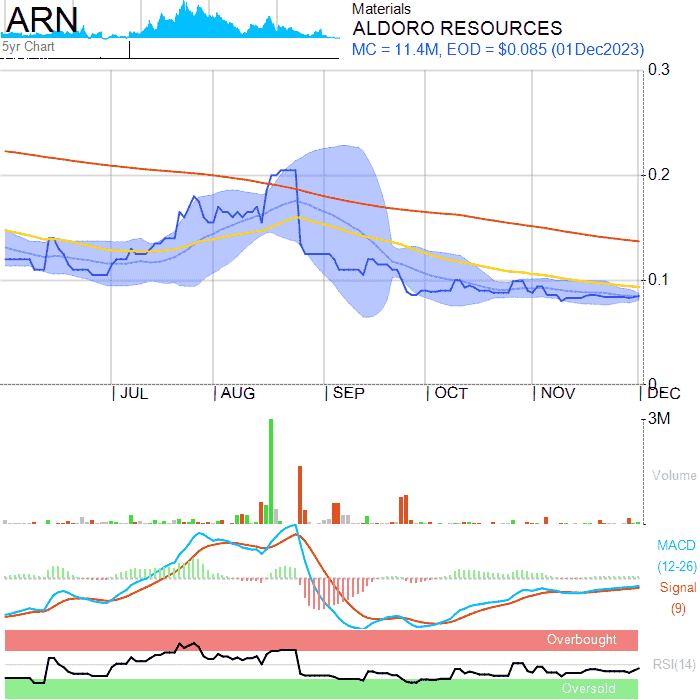 ARN
5yr Chart
Materials
ALDORO RESOURCES
MC = 11.4M, EOD = $0.085 (01Dec2023)
0.3
0.2
0.1
0
JUL AUG SEP OCT NOV DEC
3M
Volume
MACD
(12-26)
Signal
(9)
Overbought
RSI(14)
Oversold